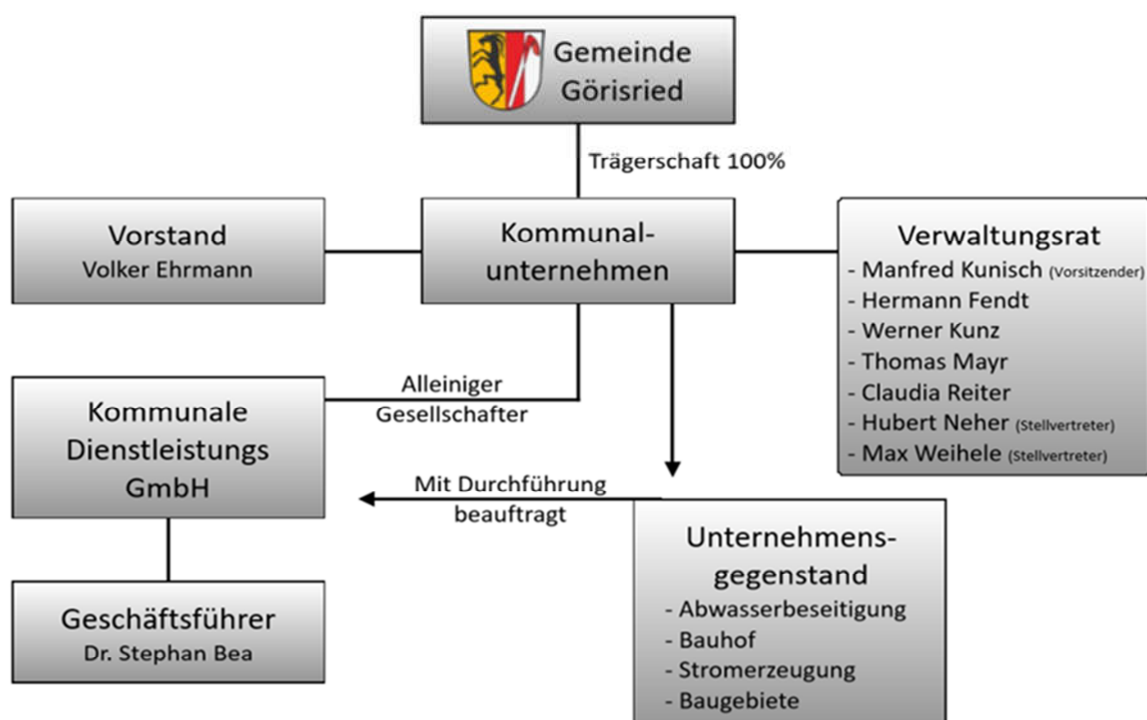 Gemeinde
Görisried
Trägerschaft 100%
Vorstand
Volker Ehrmann
Kommunal-
unternehmen
Verwaltungsrat
- Manfred Kunisch (Vorsitzender)
- Hermann Fendt
- Werner Kunz
- Thomas Mayr
- Claudia Reiter
- Hubert Neher (Stellvertreter)
- Max Weihele (Stellvertreter)
Alleiniger
Gesellschafter
Kommunale
Dienstleistungs
GmbH
Mit Durchführung
beauftragt
Unternehmens-
gegenstand
- Abwasserbeseitigung
- Bauhof
- Stromerzeugung
- Baugebiete
Geschäftsführer
Dr. Stephan Bea